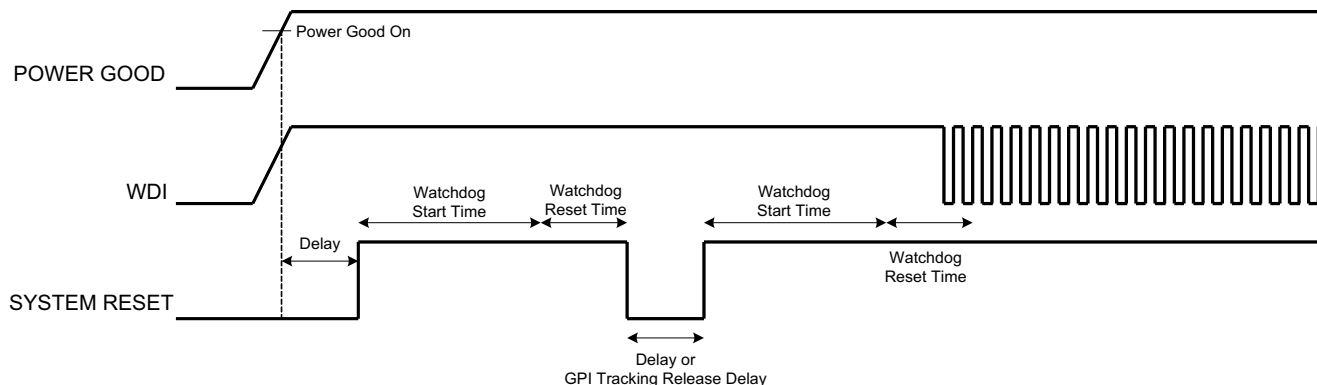 Power Good On
POWER GOOD
WDI
Watchdog
Start Time
Watchdog
Reset Time
Watchdog
Start Time
Delay
Watchdog
Reset Time
SYSTEM RESET
Delay or
GPI Tracking Release Delay